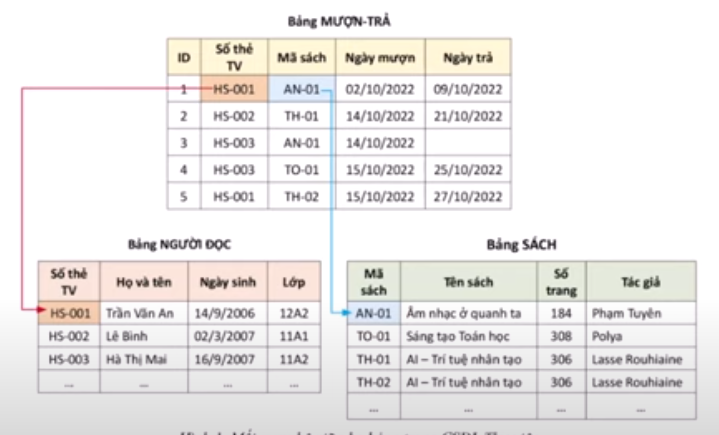 Bảng MƯỢN-TRẢ
ID Số thẻ TV Mã sách Ngày mượn Ngày trả
1 HS-001 AN-01 02/10/2022 09/10/2022
2 HS-002 TH-01 14/10/2022 21/10/2022
3 HS-003 AN-01 14/10/2022
4 HS-003 TO-01 15/10/2022 25/10/2022
5 HS-001 TH-02 15/10/2022 27/10/2022
Bảng NGƯỜI ĐỌC
Số thẻ TV Họ và tên Ngày sinh Lớp
HS-001 Trần Văn An 14/9/2006 12A2
HS-002 Lê Bình 02/3/2007 11A1
HS-003 Hà Thị Mai 16/9/2007 11A2
... ... ... ...
Bảng SÁCH
Mã sách Tên sách Số trang Tác giả
AN-01 Âm nhạc ở quanh ta 184 Phạm Tuyên
TO-01 Sáng tạo Toán học 308 Polya
TH-01 AI – Trí tuệ nhân tạo 306 Lasse Rouhiaine
TH-02 AI – Trí tuệ nhân tạo 306 Lasse Rouhiaine
... ... ... ...